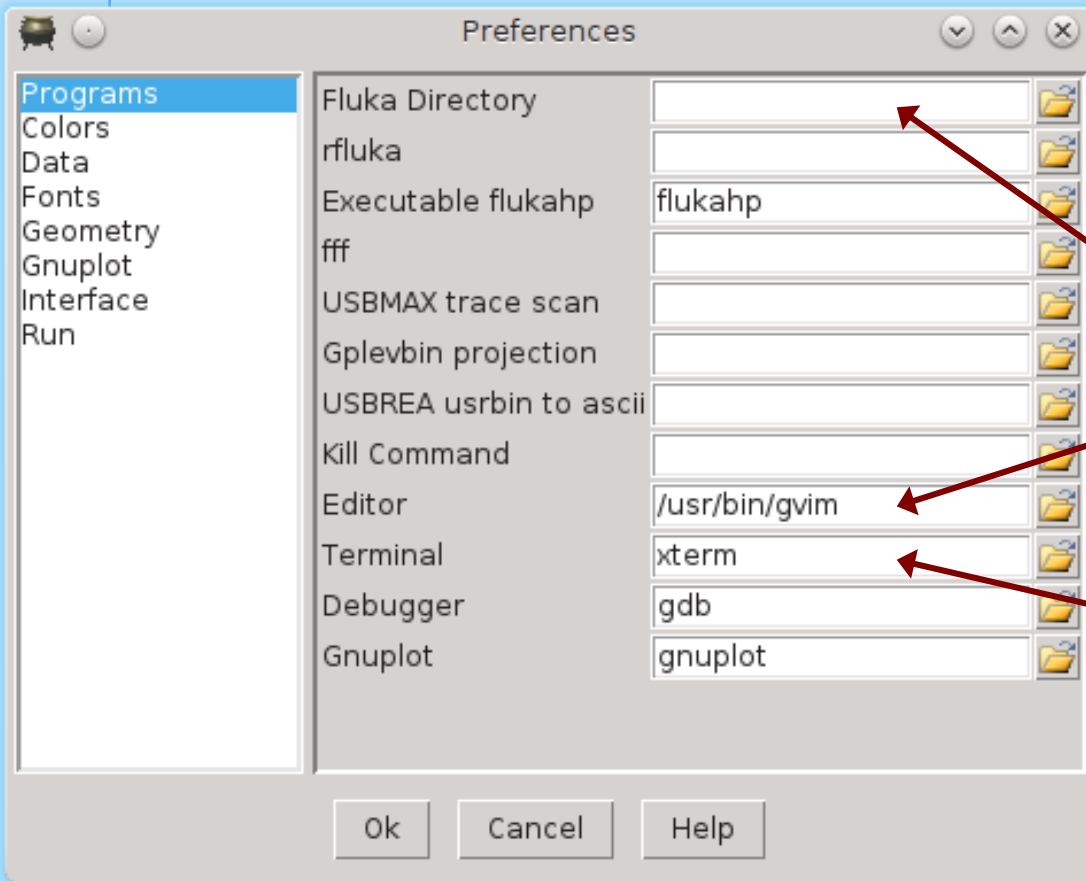 Preferences
Programs
Colors
Data
Fonts
Geometry
Gnuplot
Interface
Run
Fluka Directory
rfluka
Executable flukahp flukahp
fff
USBMAX trace scan
Gplevbin projection
USBREA usrbin to ascii
Kill Command
Editor /usr/bin/gvim
Terminal xterm
Debugger gdb
Gnuplot gnuplot
Ok Cancel Help